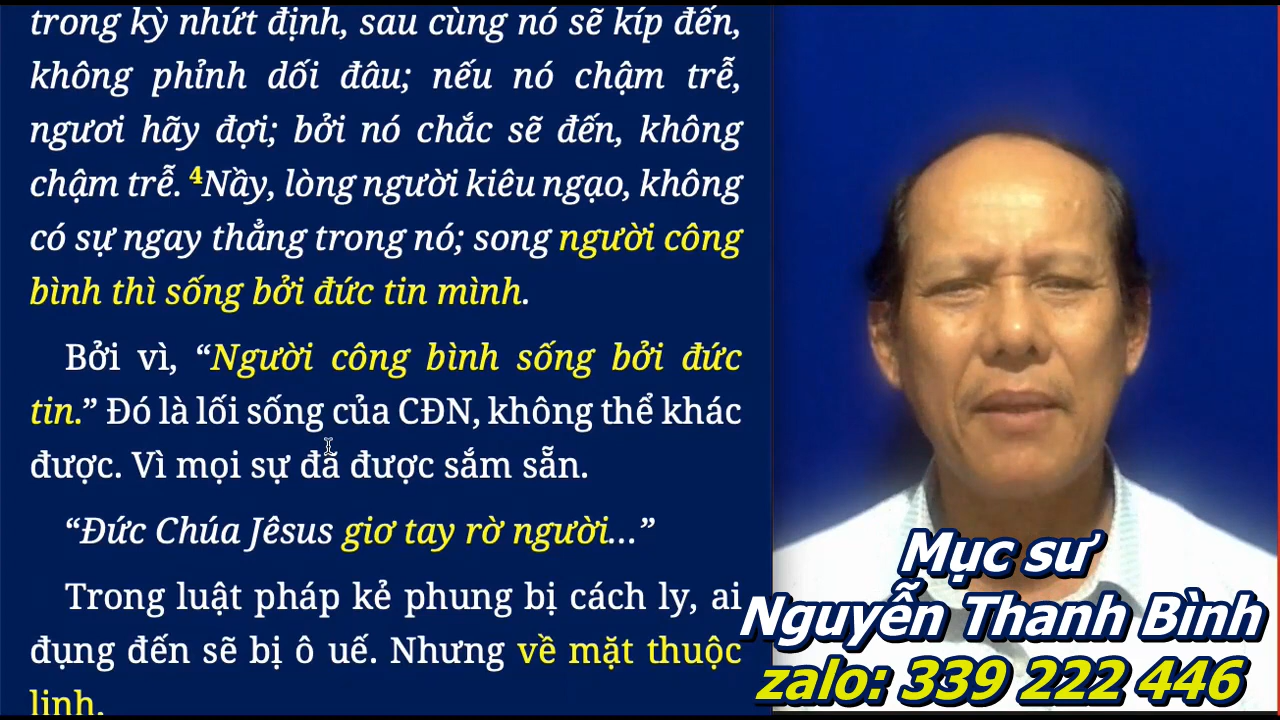 trong kỳ nhứt định, sau cùng nó sẽ kíp đến,
không phỉnh dối đâu; nếu nó chậm trễ,
ngươi hãy đợi; bởi nó chắc sẽ đến, không
chậm trễ. ⁴Nầy, lòng người kiêu ngạo, không
có sự ngay thẳng trong nó; song người công
bình thì sống bởi đức tin mình.
Bởi vì, “Người công bình sống bởi đức
tin.” Đó là lối sống của CĐN, không thể khác
được. Vì mọi sự đã được sắm sẵn.
“Đức Chúa Jêsus giơ tay rờ người...”
Trong luật pháp kẻ phung bị cách ly, ai
đụng đến sẽ bị ô uế. Nhưng về mặt thuộc
linh,
Mục sư
Nguyễn Thanh Bình
zalo: 339 222 446